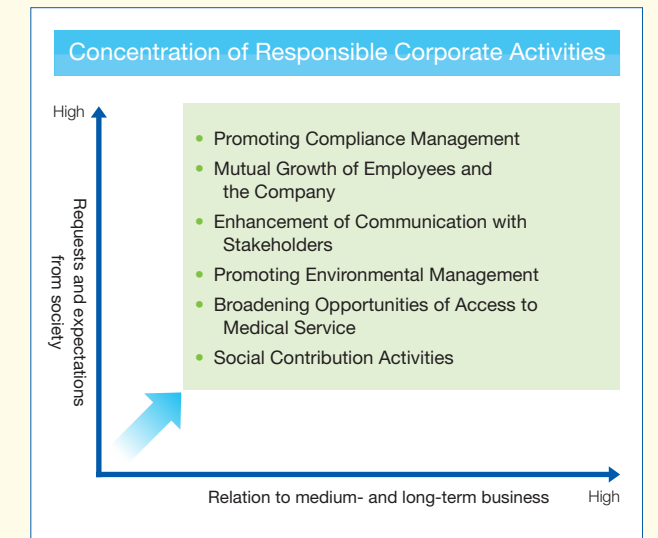 Concentration of Responsible Corporate Activities
High
Requests and expectations
from society
• Promoting Compliance Management
• Mutual Growth of Employees and
the Company
• Enhancement of Communication with
Stakeholders
• Promoting Environmental Management
• Broadening Opportunities of Access to
Medical Service
• Social Contribution Activities
Relation to medium- and long-term business
High